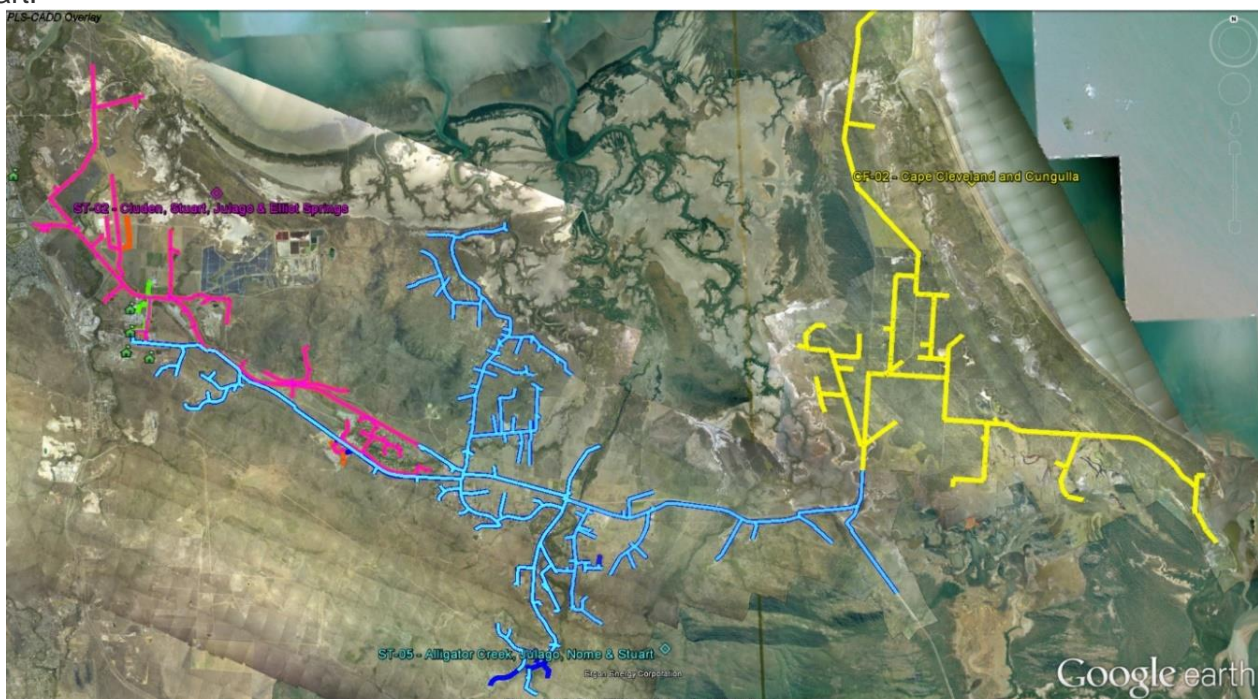 art.
PLS-CADD Overlay
N
CF-02 - Cape Cleveland and Cungulla
ST-02 - Cluden, Stuart, Julago & Elliot Springs
ST-05 - Alligator Creek, Julago, Nome & Stuart
Ergon Energy Corporation
Google earth